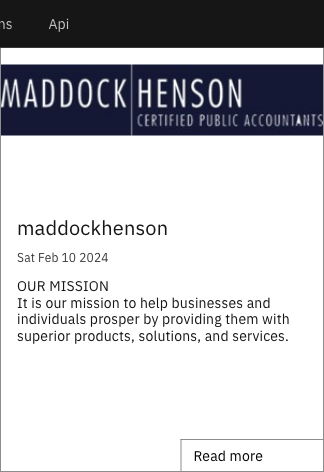 Api
MADDOCK HENSON
CERTIFIED PUBLIC ACCOUNTANTS
maddockhenson
Sat Feb 10 2024
OUR MISSION
It is our mission to help businesses and
individuals prosper by providing them with
superior products, solutions, and services.
Read more